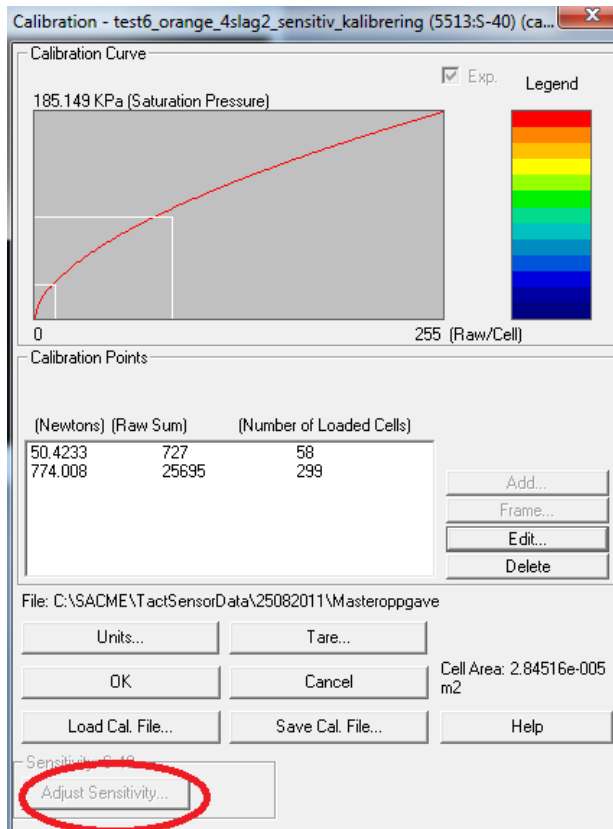 Calibration - test6_orange_4slag2_sensitiv_kalibrering (5513:S-40) (ca...
Calibration Curve
Exp.
Legend
185.149 KPa (Saturation Pressure)
0
255 (Raw/Cell)
Calibration Points
(Newtons) (Raw Sum) (Number of Loaded Cells)
50.4233 727 58
774.008 25695 299
Add...
Frame...
Edit...
Delete
File: C:\SACME\TactSensorData\25082011\Masteroppgave
Units... Tare...
OK Cancel
Cell Area: 2.84516e-005
m2
Load Cal. File... Save Cal. File... Help
Sensitivity: S-40
Adjust Sensitivity...